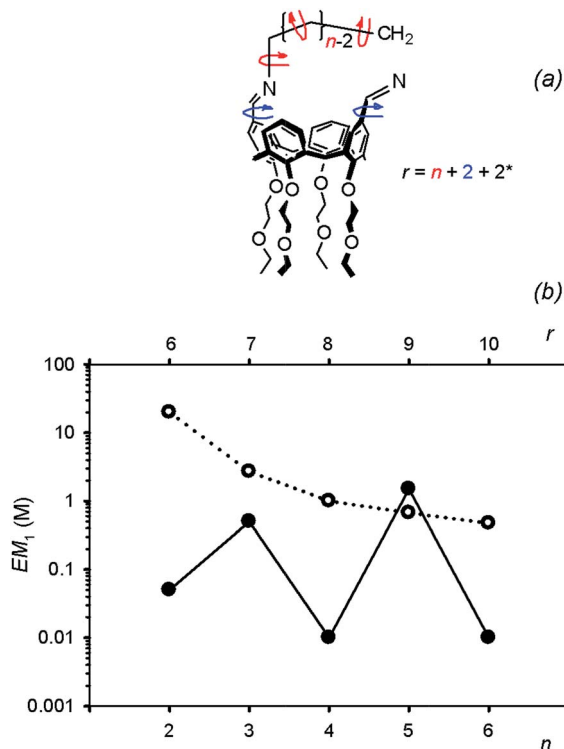 n-2
CH2
N
N
(a)
r = n + 2 + 2*
O
O
O
O
O
O
O
O
(b)
6 7 8 9 10 r
100
10
1
0.1
0.01
0.001
EM1 (M)
2 3 4 5 6 n